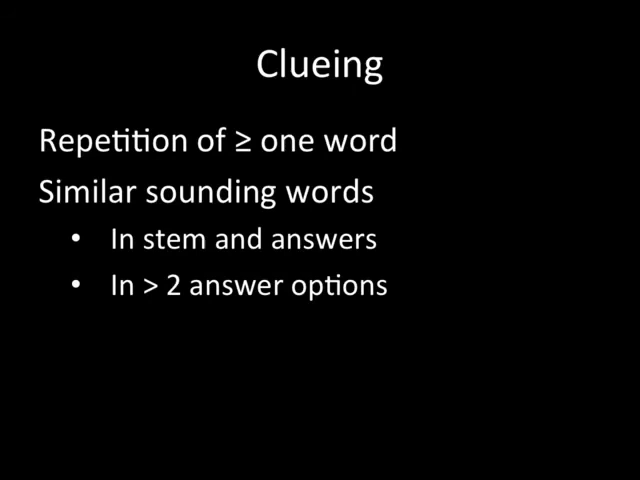 Clueing
Repetition of ≥ one word
Similar sounding words
• In stem and answers
• In > 2 answer options